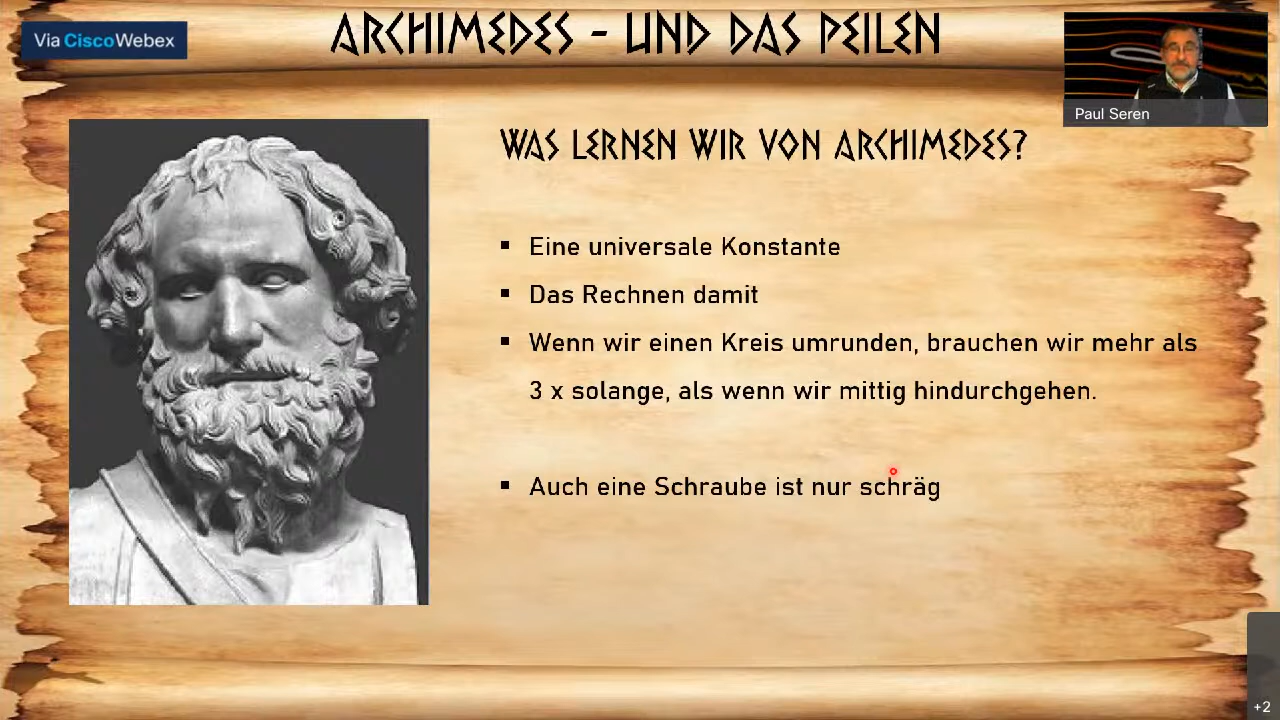 Via CiscoWebex
ARCHIMEDES - UND DAS PEILEN
Paul Seren
WAS LERNEN WIR VON ARCHIMEDES?
▪ Eine universale Konstante
▪ Das Rechnen damit
▪ Wenn wir einen Kreis umrunden, brauchen wir mehr als
3 x solange, als wenn wir mittig hindurchgehen.
▪ Auch eine Schraube ist nur schräg
+2